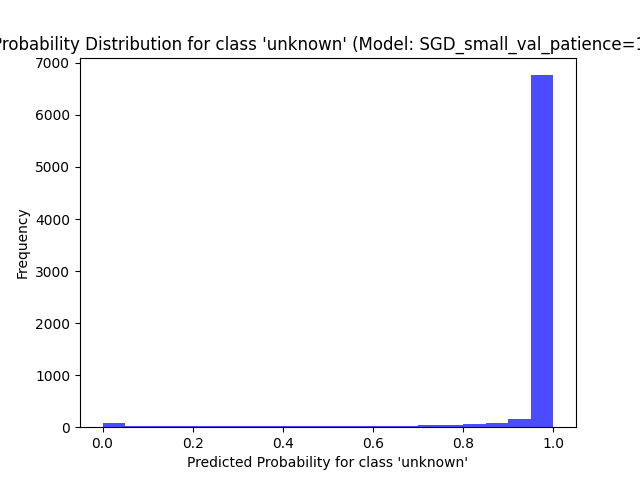 Probability Distribution for class 'unknown' (Model: SGD_small_val_patience=1
7000
6000
5000
4000
3000
2000
1000
0
Frequency
0.0 0.2 0.4 0.6 0.8 1.0
Predicted Probability for class 'unknown'